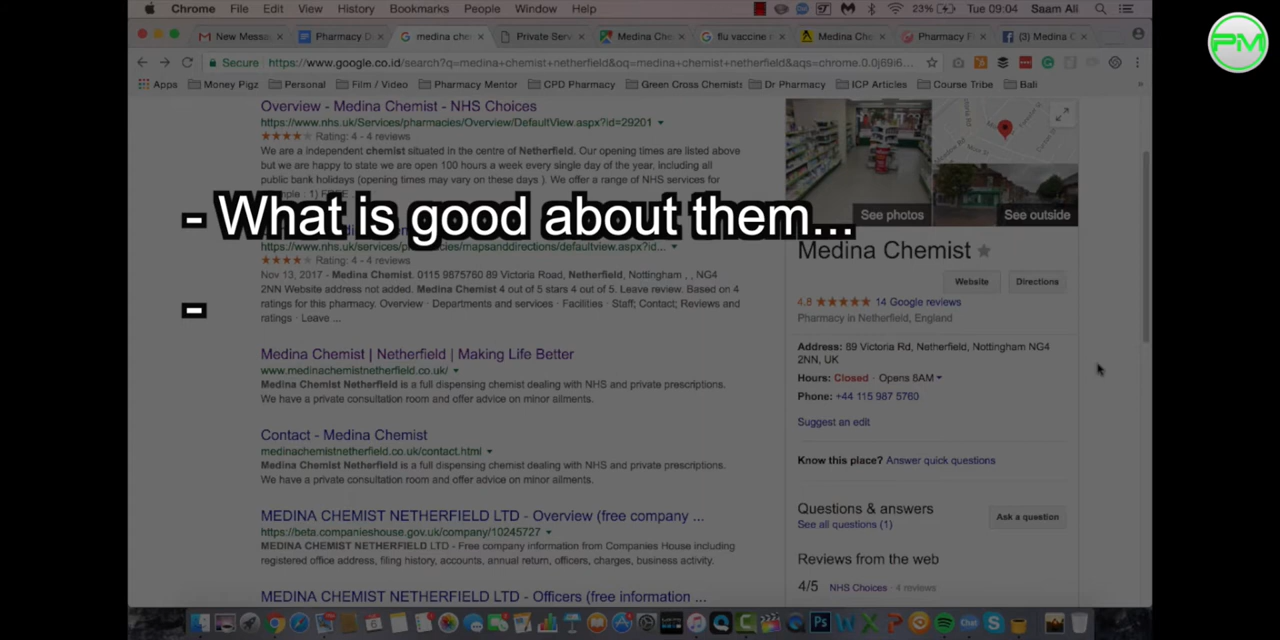 Chrome File Edit View History Bookmarks People Window Help 23% Tue 09:04 Saam Ali
New Messa Pharmacy D medina che Private Serv Medina Che flu vaccine Medina Che Pharmacy F (3) Medina C
Secure https://www.google.co.id/search?q=medina+chemist+netherfield&oq=medina+chemist+netherfield&aqs=chrome.0.0j69i6...
Apps Money Pigz Personal Film / Video Pharmacy Mentor CPD Pharmacy Green Cross Chemists Dr Pharmacy ICP Articles Course Tribe Bali »
PM
Overview - Medina Chemist - NHS Choices
https://www.nhs.uk/Services/pharmacies/Overview/DefaultView.aspx?id=29201
Rating: 4 - 4 reviews
We are a independent chemist situated in the centre of Netherfield. Our opening times are listed above
but we are happy to state we are open 100 hours a week every single day of the year, including all
public bank holidays (opening times may vary on these days ). We offer a range of NHS services for
example : 1) FREE
- What is good about them...
https://www.nhs.uk/services/pharmacies/mapsanddirections/defaultview.aspx?id...
Rating: 4 - 4 reviews
Nov 13, 2017 - Medina Chemist. 0115 9875760 89 Victoria Road, Netherfield, Nottingham , , NG4
2NN Website address not added. Medina Chemist 4 out of 5 stars 4 out of 5. Leave review. Based on 4
ratings for this pharmacy. Overview · Departments and services · Facilities · Staff; Contact; Reviews and
ratings · Leave ...
-
Medina Chemist | Netherfield | Making Life Better
www.medinachemistnetherfield.co.uk/
Medina Chemist Netherfield is a full dispensing chemist dealing with NHS and private prescriptions.
We have a private consultation room and offer advice on minor ailments.
Contact - Medina Chemist
medinachemistnetherfield.co.uk/contact.html
Medina Chemist Netherfield is a full dispensing chemist dealing with NHS and private prescriptions.
We have a private consultation room and offer advice on minor ailments.
MEDINA CHEMIST NETHERFIELD LTD - Overview (free company ...
https://beta.companieshouse.gov.uk/company/10245727
MEDINA CHEMIST NETHERFIELD LTD - Free company information from Companies House including
registered office address, filing history, accounts, annual return, officers, charges, business activity.
MEDINA CHEMIST NETHERFIELD LTD - Officers (free information ...
See photos See outside
Medina Chemist
Website Directions
4.8 14 Google reviews
Pharmacy in Netherfield, England
Address: 89 Victoria Rd, Netherfield, Nottingham NG4
2NN, UK
Hours: Closed · Opens 8AM
Phone: +44 115 987 5760
Suggest an edit
Know this place? Answer quick questions
Questions & answers
See all questions (1)
Ask a question
Reviews from the web
4/5 NHS Choices · 4 reviews